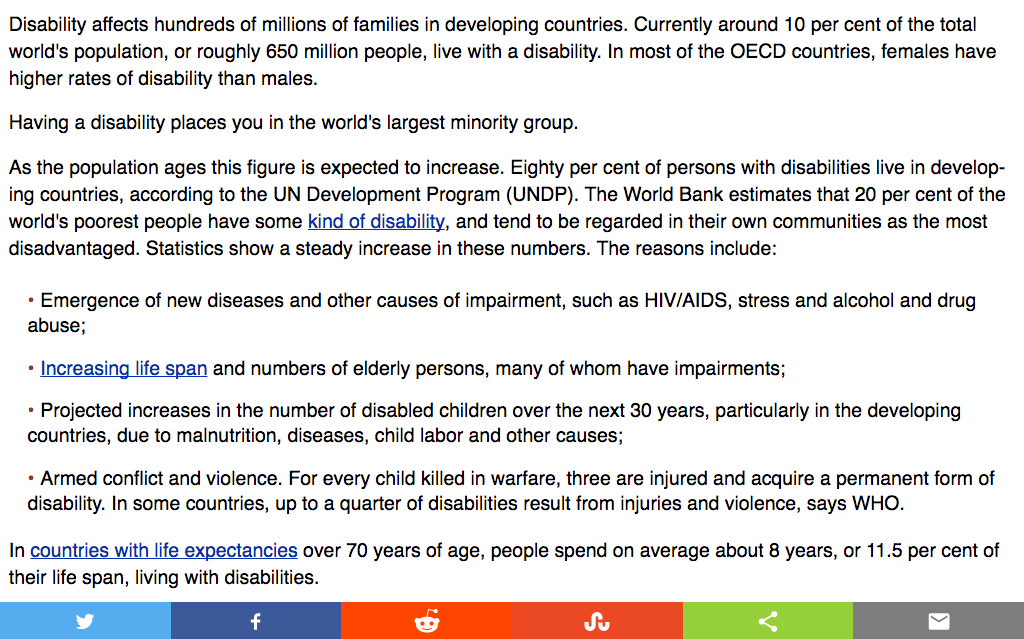 Disability affects hundreds of millions of families in developing countries. Currently around 10 per cent of the total
world's population, or roughly 650 million people, live with a disability. In most of the OECD countries, females have
higher rates of disability than males.
Having a disability places you in the world's largest minority group.
As the population ages this figure is expected to increase. Eighty per cent of persons with disabilities live in develop-
ing countries, according to the UN Development Program (UNDP). The World Bank estimates that 20 per cent of the
world's poorest people have some kind of disability, and tend to be regarded in their own communities as the most
disadvantaged. Statistics show a steady increase in these numbers. The reasons include:
• Emergence of new diseases and other causes of impairment, such as HIV/AIDS, stress and alcohol and drug
abuse;
• Increasing life span and numbers of elderly persons, many of whom have impairments;
• Projected increases in the number of disabled children over the next 30 years, particularly in the developing
countries, due to malnutrition, diseases, child labor and other causes;
• Armed conflict and violence. For every child killed in warfare, three are injured and acquire a permanent form of
disability. In some countries, up to a quarter of disabilities result from injuries and violence, says WHO.
In countries with life expectancies over 70 years of age, people spend on average about 8 years, or 11.5 per cent of
their life span, living with disabilities.